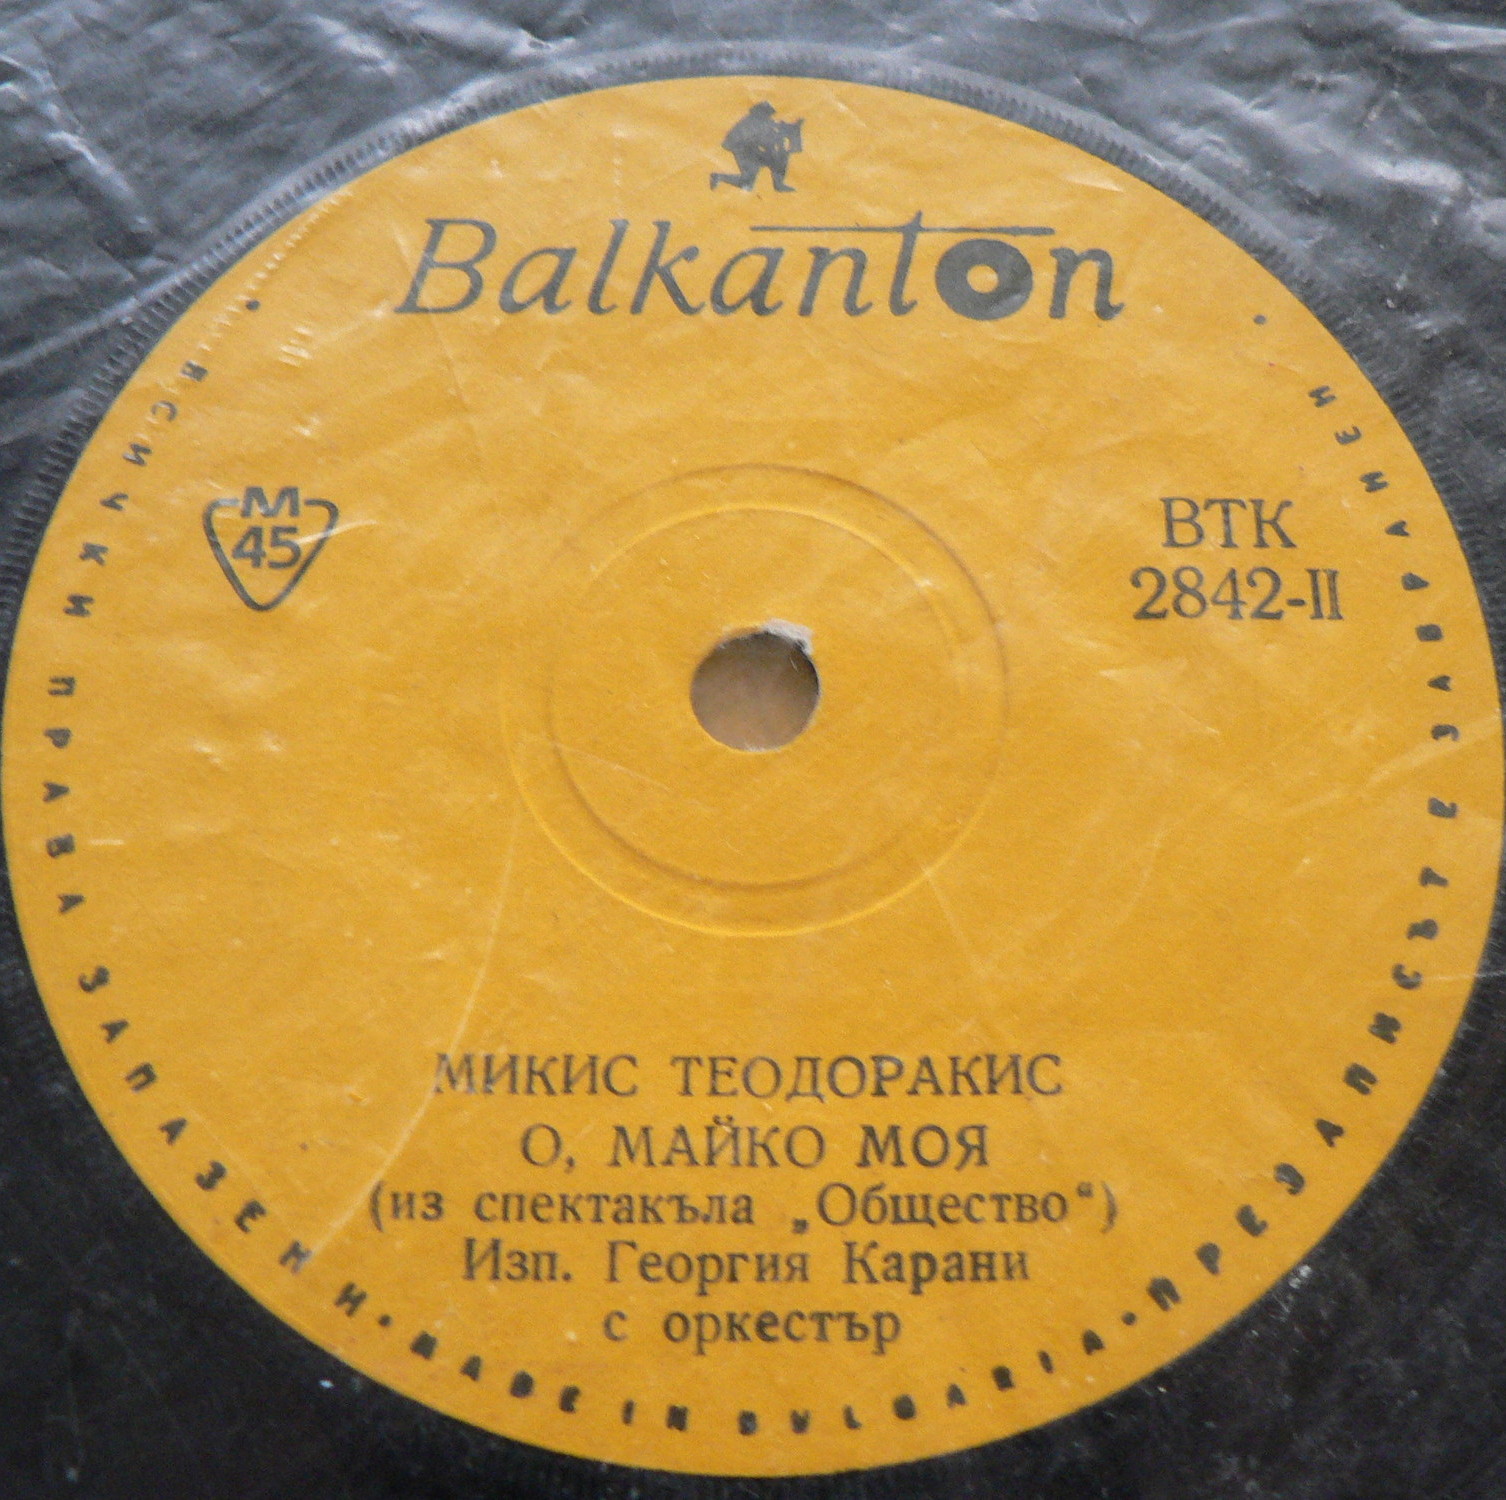 Balkanton
М
45
ВТК
2842-II
МИКИС ТЕОДОРАКИС
О, МАЙКО МОЯ
(из спектакъла „Общество“)
Изп. Георгия Карани
с оркестър
• ВСИЧКИ ПРАВА ЗАПАЗЕНИ • MADE IN BULGARIA • ПРЕЗАПИСЪТ ЗАБРАНЕН •